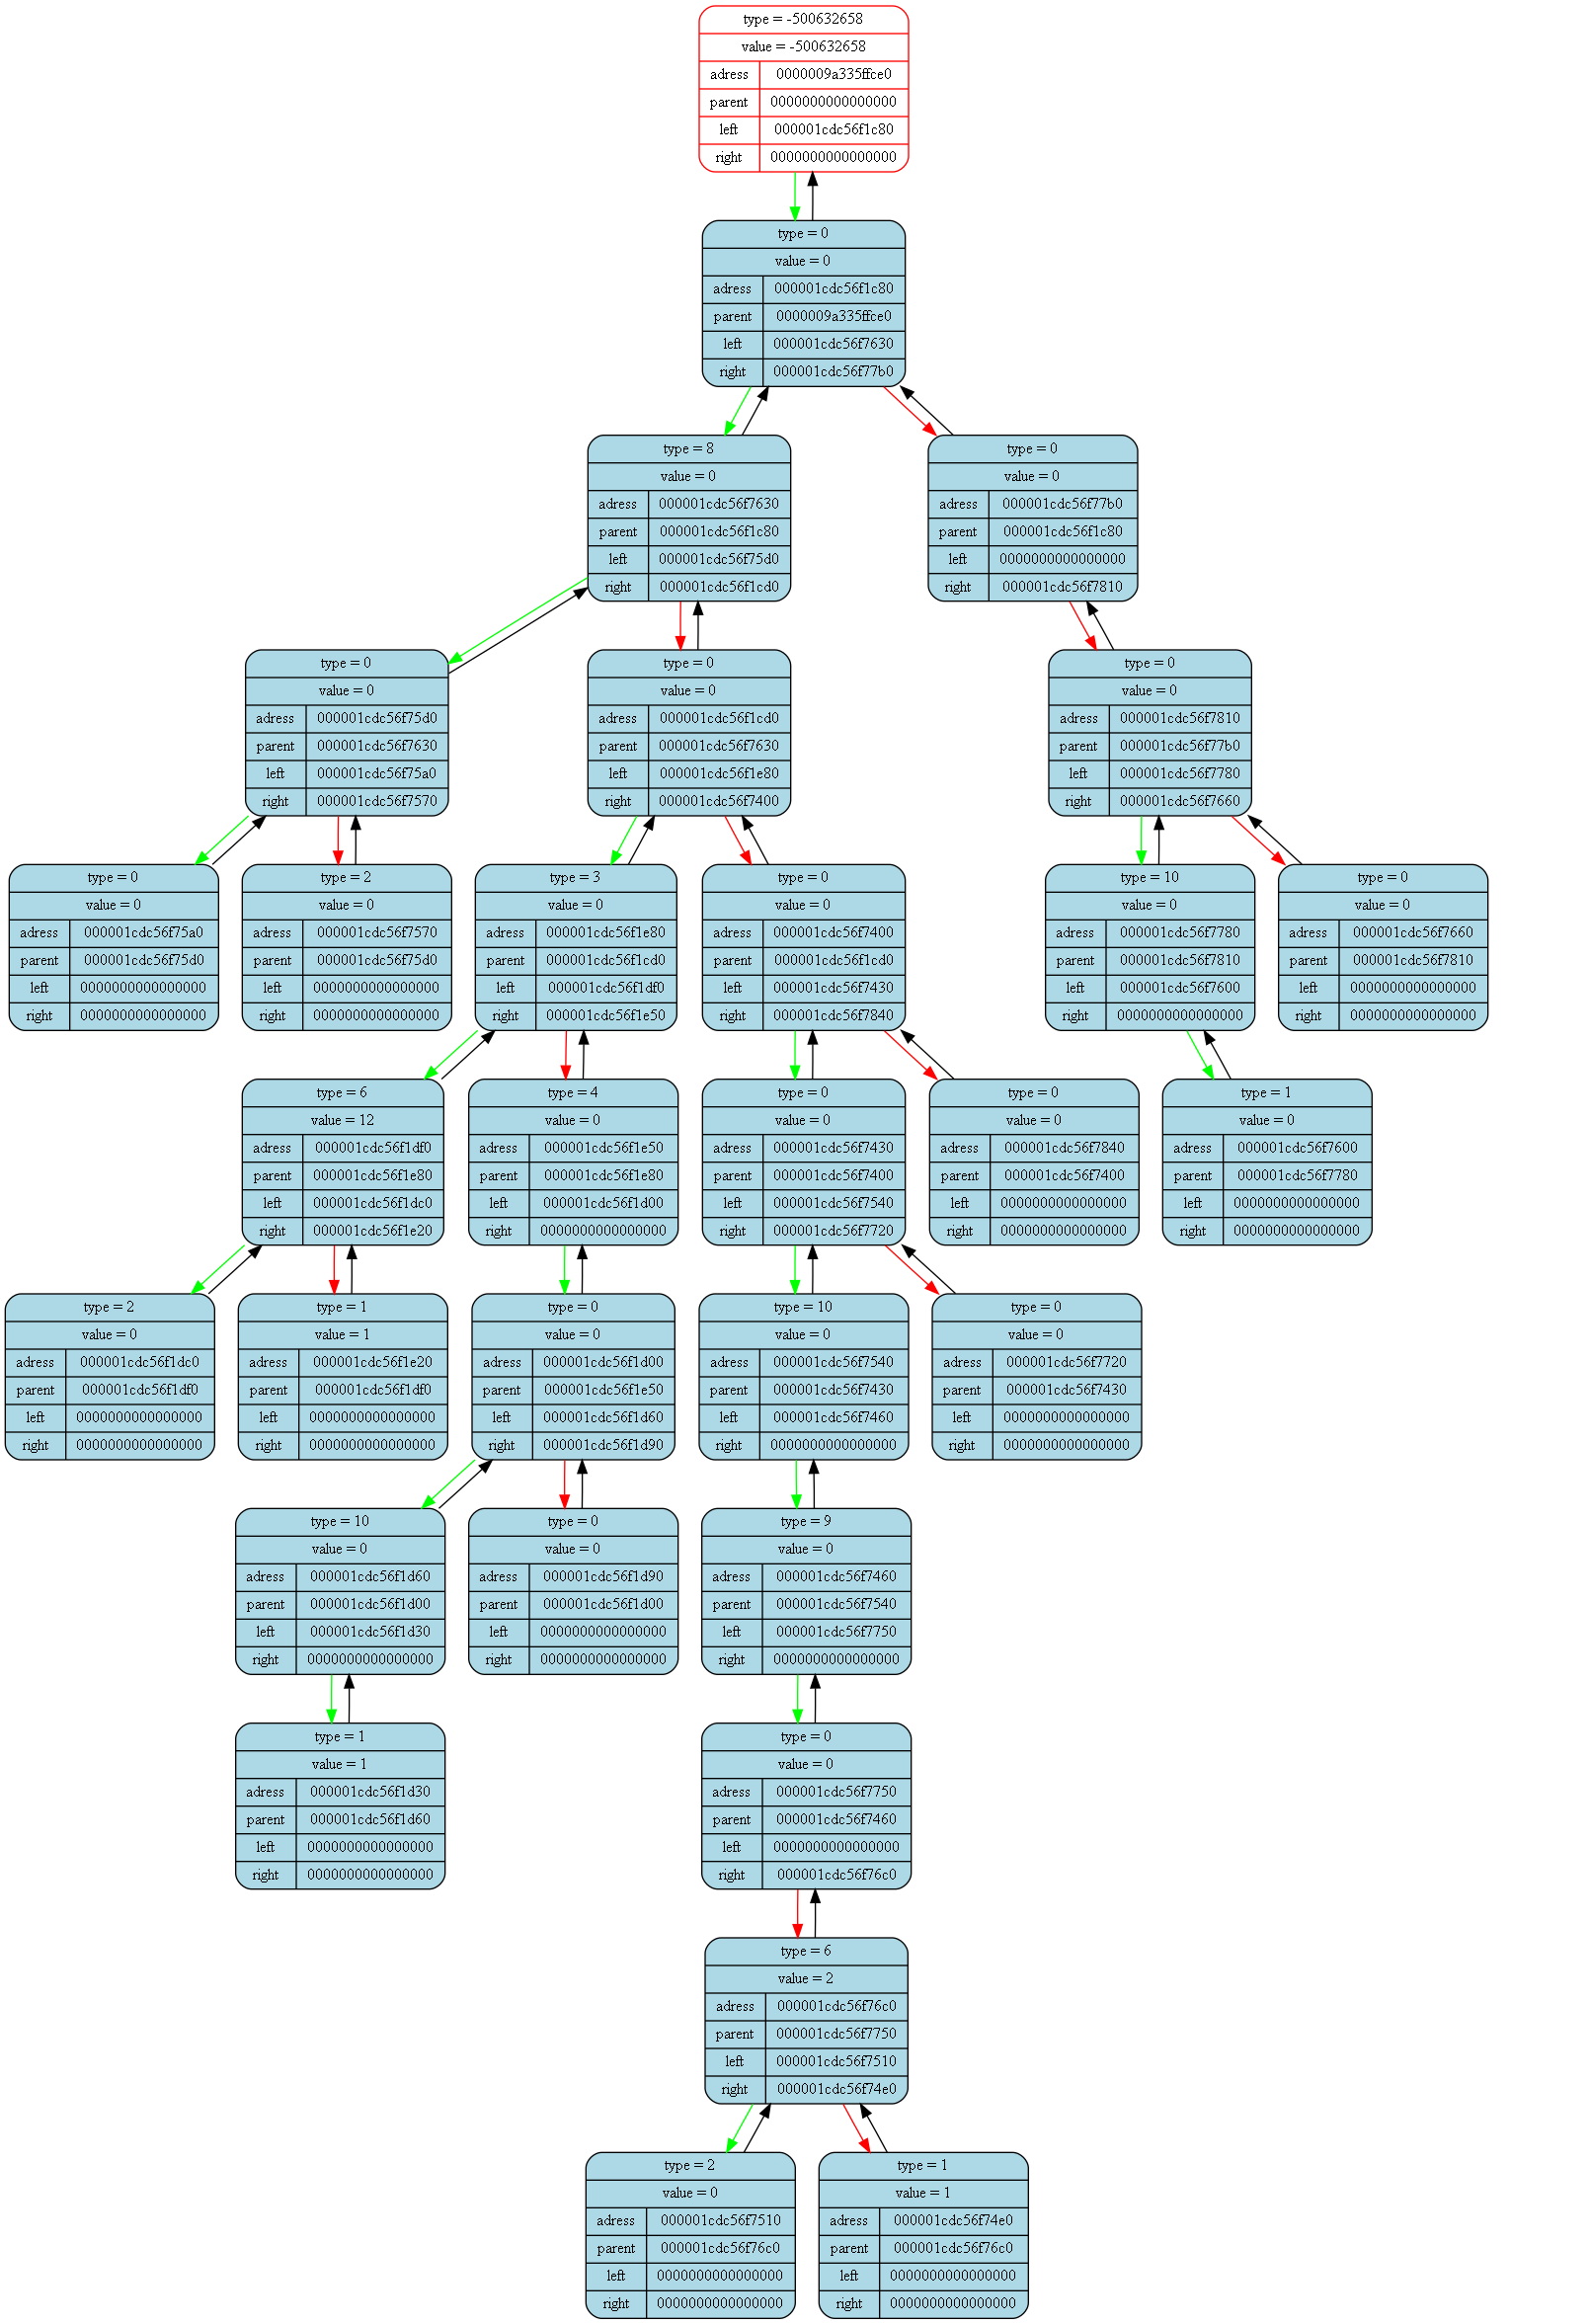 type = -500632658
value = -500632658
adress 0000009a335ffce0
parent 0000000000000000
left 000001cdc56f1c80
right 0000000000000000
type = 0
value = 0
adress 000001cdc56f1c80
parent 0000009a335ffce0
left 000001cdc56f7630
right 000001cdc56f77b0
type = 8
value = 0
adress 000001cdc56f7630
parent 000001cdc56f1c80
left 000001cdc56f75d0
right 000001cdc56f1cd0
type = 0
value = 0
adress 000001cdc56f77b0
parent 000001cdc56f1c80
left 0000000000000000
right 000001cdc56f7810
type = 0
value = 0
adress 000001cdc56f75d0
parent 000001cdc56f7630
left 000001cdc56f75a0
right 000001cdc56f7570
type = 0
value = 0
adress 000001cdc56f1cd0
parent 000001cdc56f7630
left 000001cdc56f1e80
right 000001cdc56f7400
type = 0
value = 0
adress 000001cdc56f7810
parent 000001cdc56f77b0
left 000001cdc56f7780
right 000001cdc56f7660
type = 0
value = 0
adress 000001cdc56f75a0
parent 000001cdc56f75d0
left 0000000000000000
right 0000000000000000
type = 2
value = 0
adress 000001cdc56f7570
parent 000001cdc56f75d0
left 0000000000000000
right 0000000000000000
type = 3
value = 0
adress 000001cdc56f1e80
parent 000001cdc56f1cd0
left 000001cdc56f1df0
right 000001cdc56f1e50
type = 0
value = 0
adress 000001cdc56f7400
parent 000001cdc56f1cd0
left 000001cdc56f7430
right 000001cdc56f7840
type = 10
value = 0
adress 000001cdc56f7780
parent 000001cdc56f7810
left 000001cdc56f7600
right 0000000000000000
type = 0
value = 0
adress 000001cdc56f7660
parent 000001cdc56f7810
left 0000000000000000
right 0000000000000000
type = 6
value = 12
adress 000001cdc56f1df0
parent 000001cdc56f1e80
left 000001cdc56f1dc0
right 000001cdc56f1e20
type = 4
value = 0
adress 000001cdc56f1e50
parent 000001cdc56f1e80
left 000001cdc56f1d00
right 0000000000000000
type = 0
value = 0
adress 000001cdc56f7430
parent 000001cdc56f7400
left 000001cdc56f7540
right 000001cdc56f7720
type = 0
value = 0
adress 000001cdc56f7840
parent 000001cdc56f7400
left 0000000000000000
right 0000000000000000
type = 1
value = 0
adress 000001cdc56f7600
parent 000001cdc56f7780
left 0000000000000000
right 0000000000000000
type = 2
value = 0
adress 000001cdc56f1dc0
parent 000001cdc56f1df0
left 0000000000000000
right 0000000000000000
type = 1
value = 1
adress 000001cdc56f1e20
parent 000001cdc56f1df0
left 0000000000000000
right 0000000000000000
type = 0
value = 0
adress 000001cdc56f1d00
parent 000001cdc56f1e50
left 000001cdc56f1d60
right 000001cdc56f1d90
type = 10
value = 0
adress 000001cdc56f7540
parent 000001cdc56f7430
left 000001cdc56f7460
right 0000000000000000
type = 0
value = 0
adress 000001cdc56f7720
parent 000001cdc56f7430
left 0000000000000000
right 0000000000000000
type = 10
value = 0
adress 000001cdc56f1d60
parent 000001cdc56f1d00
left 000001cdc56f1d30
right 0000000000000000
type = 0
value = 0
adress 000001cdc56f1d90
parent 000001cdc56f1d00
left 0000000000000000
right 0000000000000000
type = 9
value = 0
adress 000001cdc56f7460
parent 000001cdc56f7540
left 000001cdc56f7750
right 0000000000000000
type = 1
value = 1
adress 000001cdc56f1d30
parent 000001cdc56f1d60
left 0000000000000000
right 0000000000000000
type = 0
value = 0
adress 000001cdc56f7750
parent 000001cdc56f7460
left 0000000000000000
right 000001cdc56f76c0
type = 6
value = 2
adress 000001cdc56f76c0
parent 000001cdc56f7750
left 000001cdc56f7510
right 000001cdc56f74e0
type = 2
value = 0
adress 000001cdc56f7510
parent 000001cdc56f76c0
left 0000000000000000
right 0000000000000000
type = 1
value = 1
adress 000001cdc56f74e0
parent 000001cdc56f76c0
left 0000000000000000
right 0000000000000000